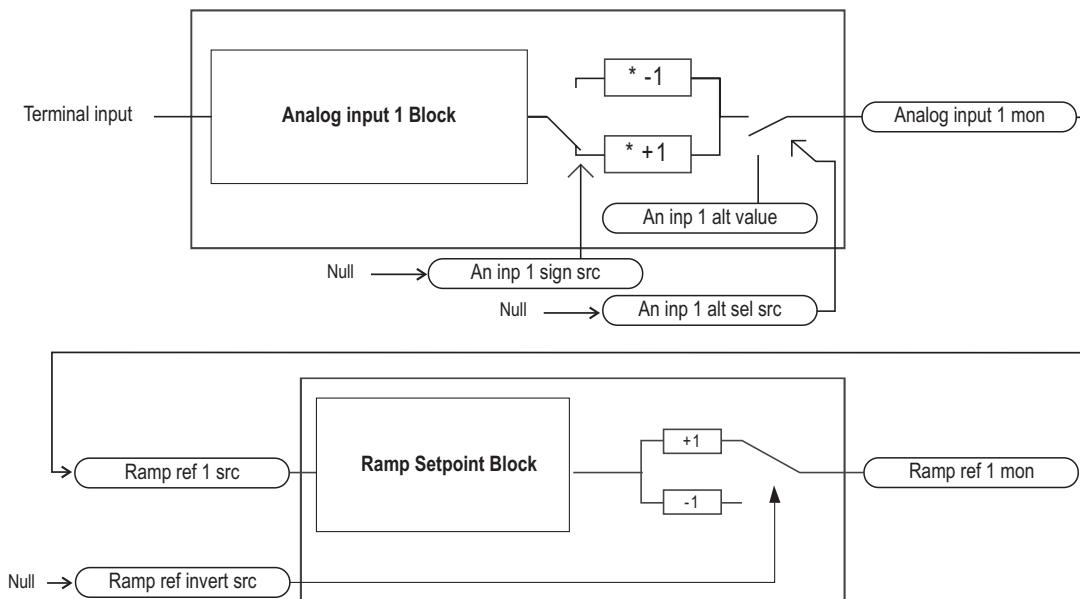 * -1
Terminal input
Analog input 1 Block
Analog input 1 mon
* +1
An inp 1 alt value
Null
An inp 1 sign src
Null
An inp 1 alt sel src
+1
Ramp ref 1 src
Ramp Setpoint Block
Ramp ref 1 mon
-1
Null
Ramp ref invert src